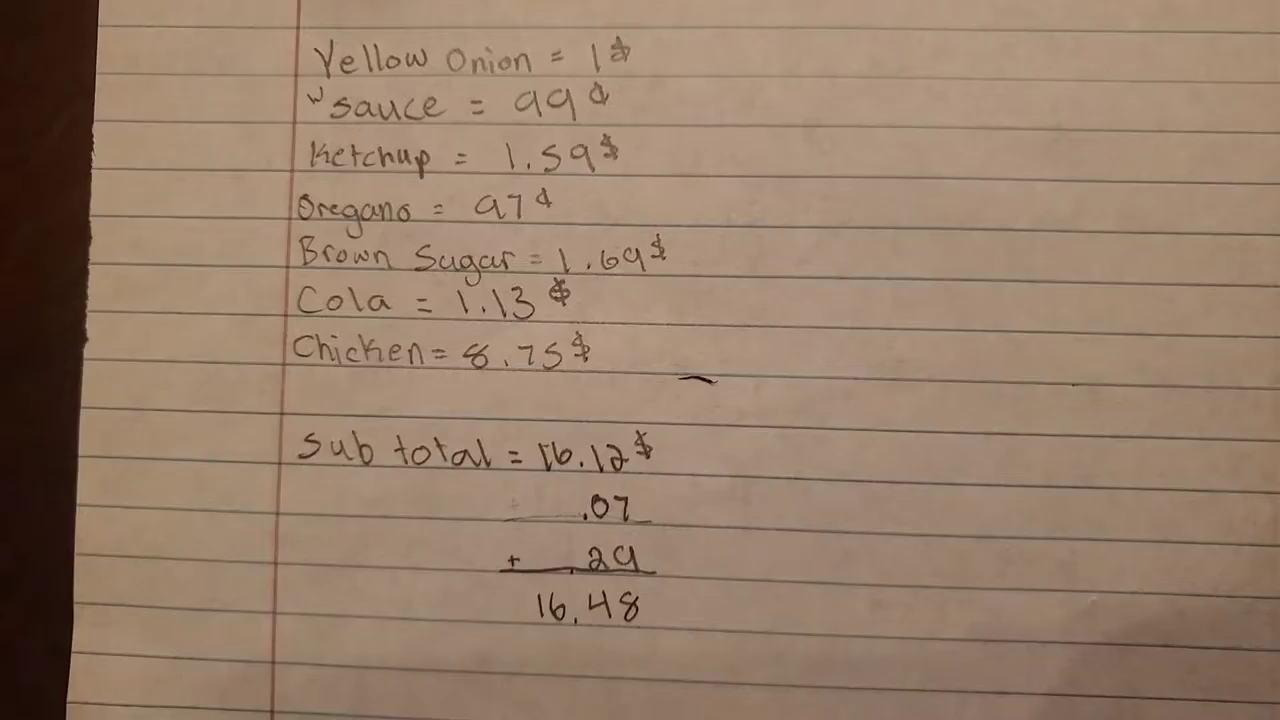 Yellow Onion = 1$
w sauce = 99¢
Ketchup = 1.59$
Oregano = 97¢
Brown Sugar = 1.69$
Cola = 1.13$
Chicken = 8.75$
Sub total = 16.12$
.07
+ .29
16.48